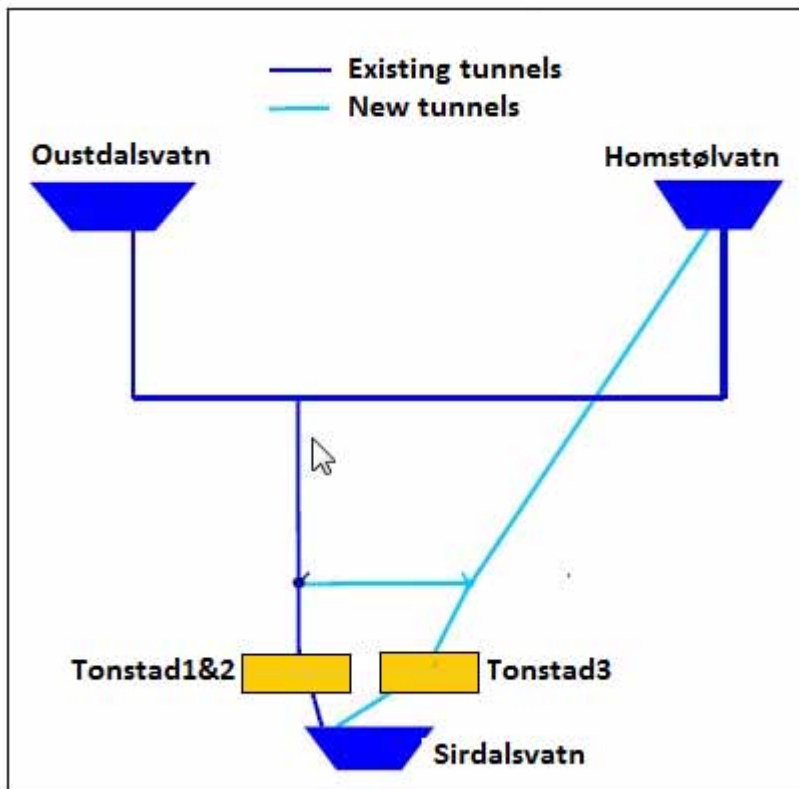 Existing tunnels
New tunnels
Oustdalsvatn
Homstølvatn
Tonstad1&2
Tonstad3
Sirdalsvatn